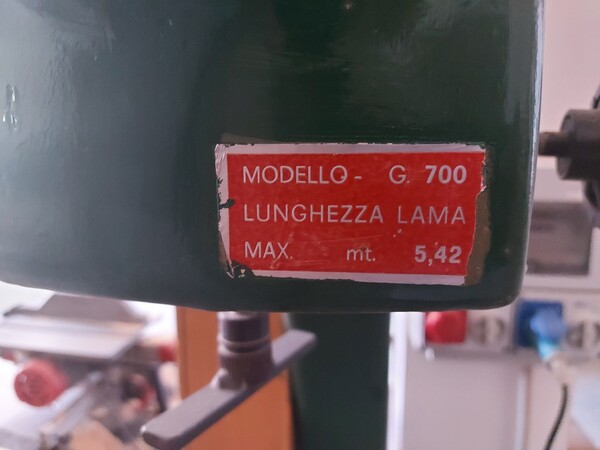 MODELLO - G. 700
LUNGHEZZA LAMA
MAX. mt. 5,42